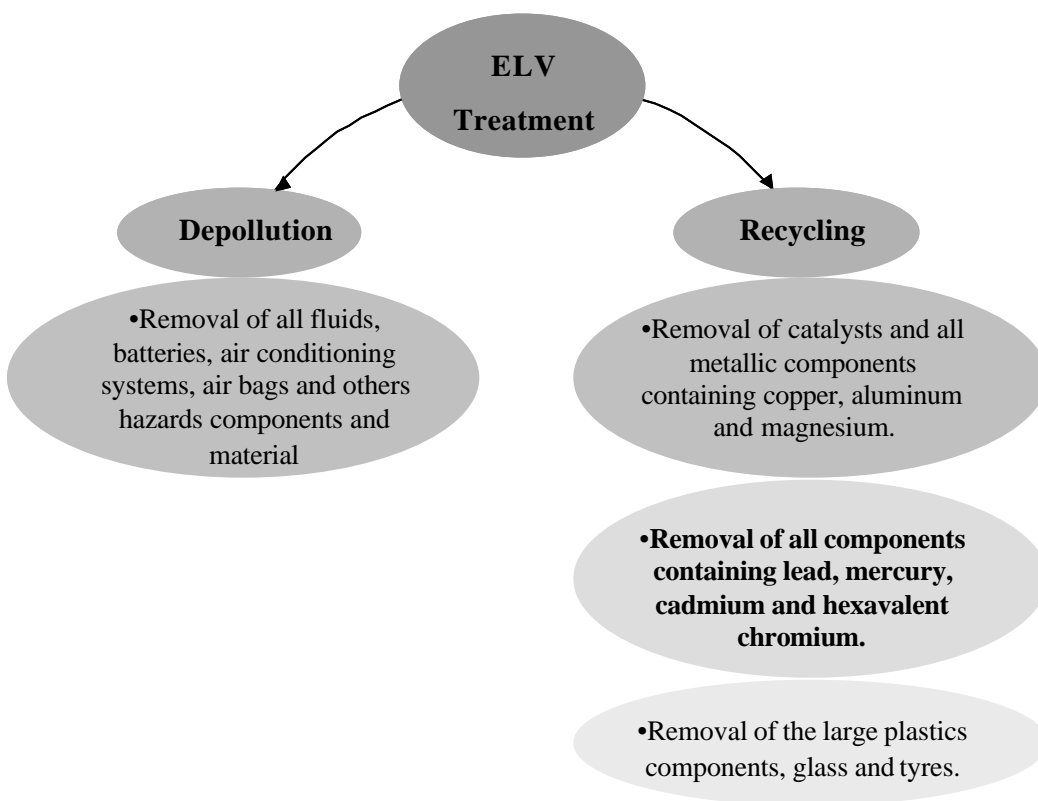 ELV
Treatment
Depollution
•Removal of all fluids,
batteries, air conditioning
systems, air bags and others
hazards components and
material
Recycling
•Removal of catalysts and all
metallic components
containing copper, aluminum
and magnesium.
•Removal of all components
containing lead, mercury,
cadmium and hexavalent
chromium.
•Removal of the large plastics
components, glass and tyres.